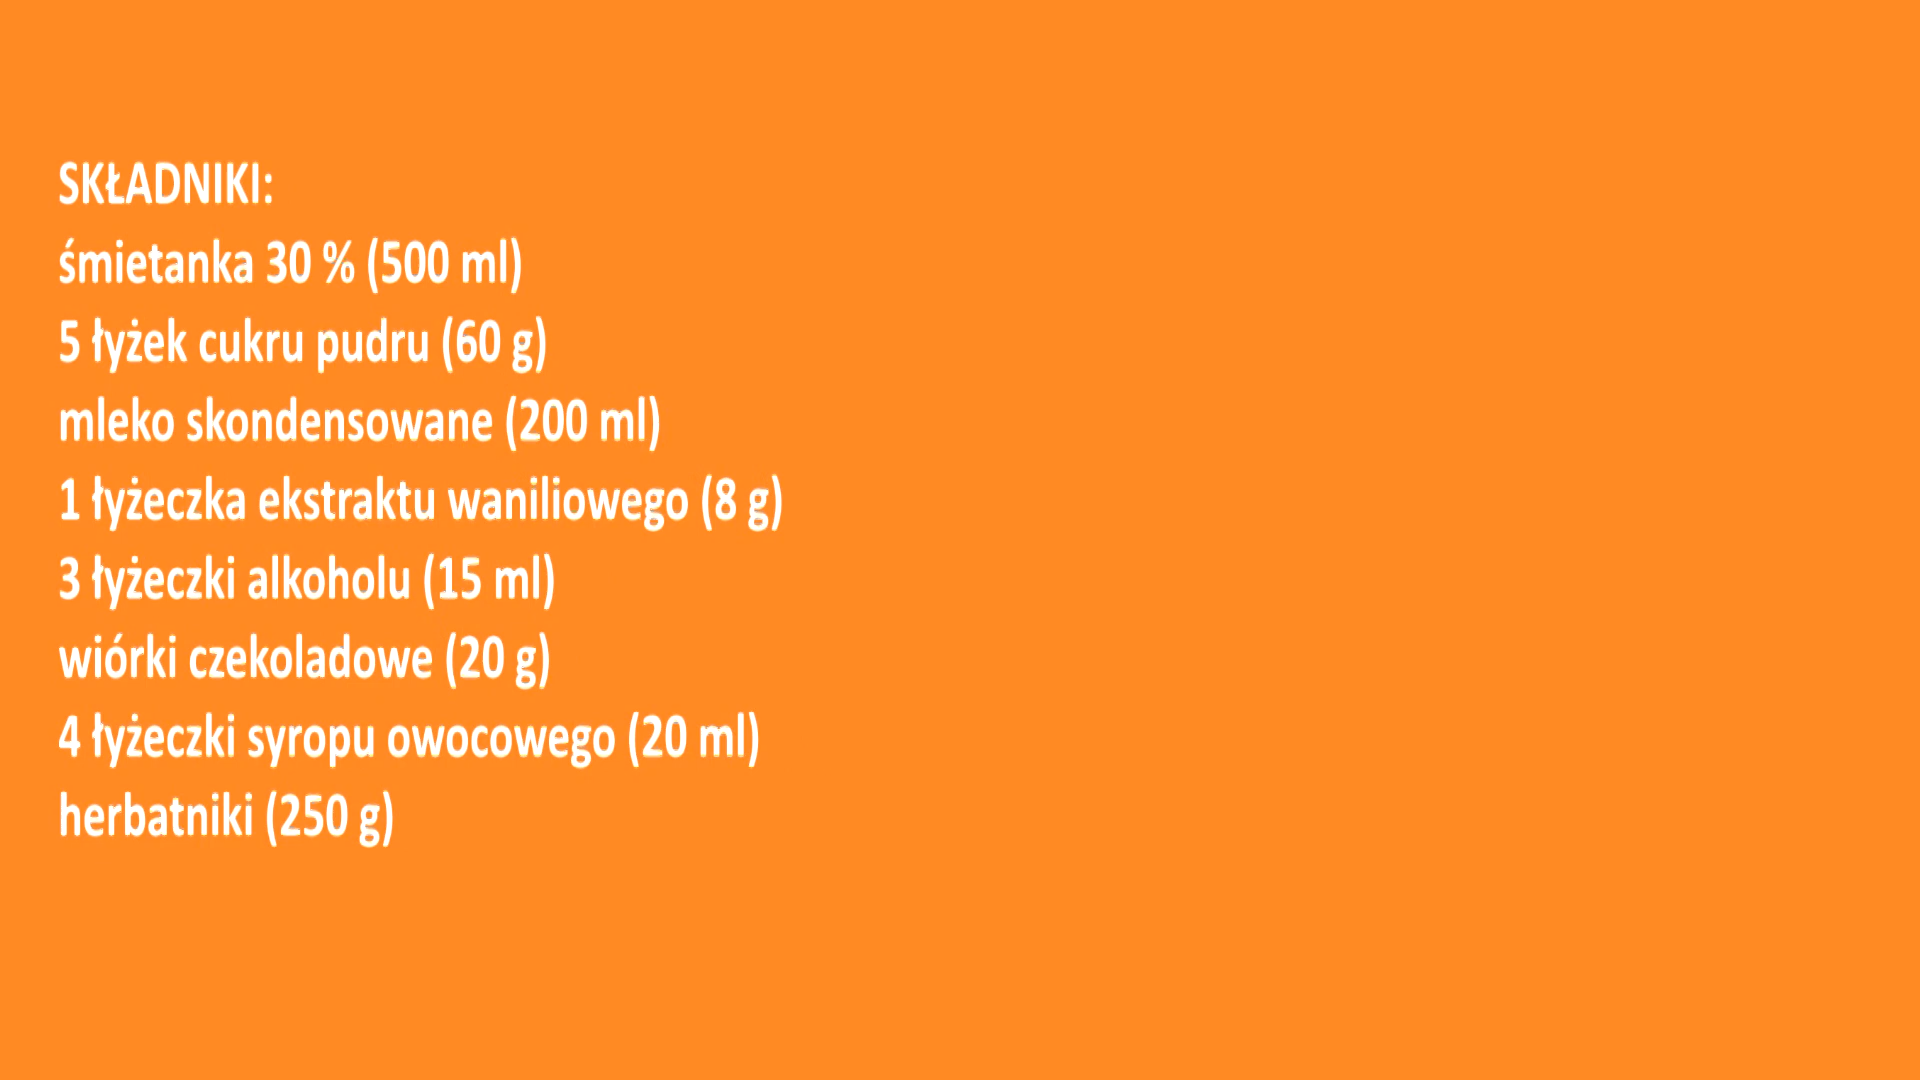 SKŁADNIKI:
śmietanka 30 % (500 ml)
5 łyżek cukru pudru (60 g)
mleko skondensowane (200 ml)
1 łyżeczka ekstraktu waniliowego (8 g)
3 łyżeczki alkoholu (15 ml)
wiórki czekoladowe (20 g)
4 łyżeczki syropu owocowego (20 ml)
herbatniki (250 g)